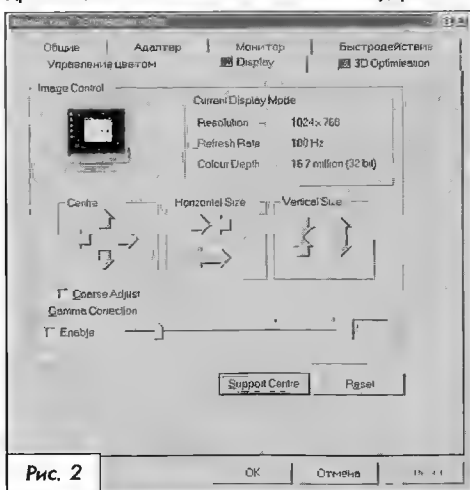 Общие Адаптер Монитор Быстродействие
Управление цветом Display 3D Optimisation
Image Control
Current Display Mode
Resolution 1024x768
Refresh Rate 100 Hz
Colour Depth 16.7 million (32 bit)
Centre Horizontal Size Vertical Size
Coarse Adjust
Gamma Correction
Enable
Support Centre Reset
Рис. 2
OK Отмена